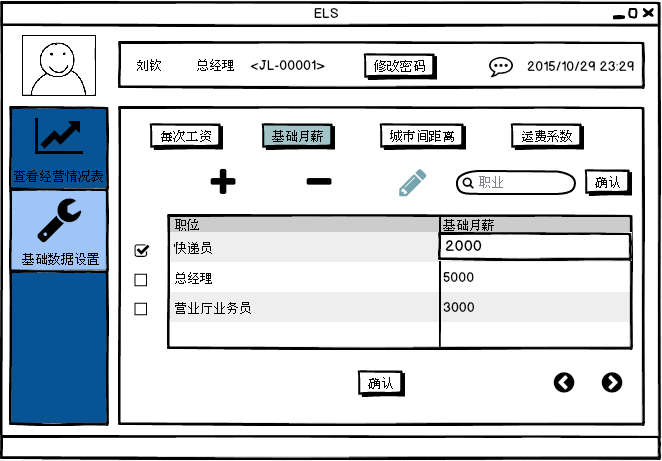 ELS
刘钦 总经理 <JL-00001> 修改密码 2015/10/29 23:29
查看经营情况表
基础数据设置
每次工资 基础月薪 城市间距离 运费系数
职业 确认
职位 基础月薪
快递员 2000
总经理 5000
营业厅业务员 3000
确认